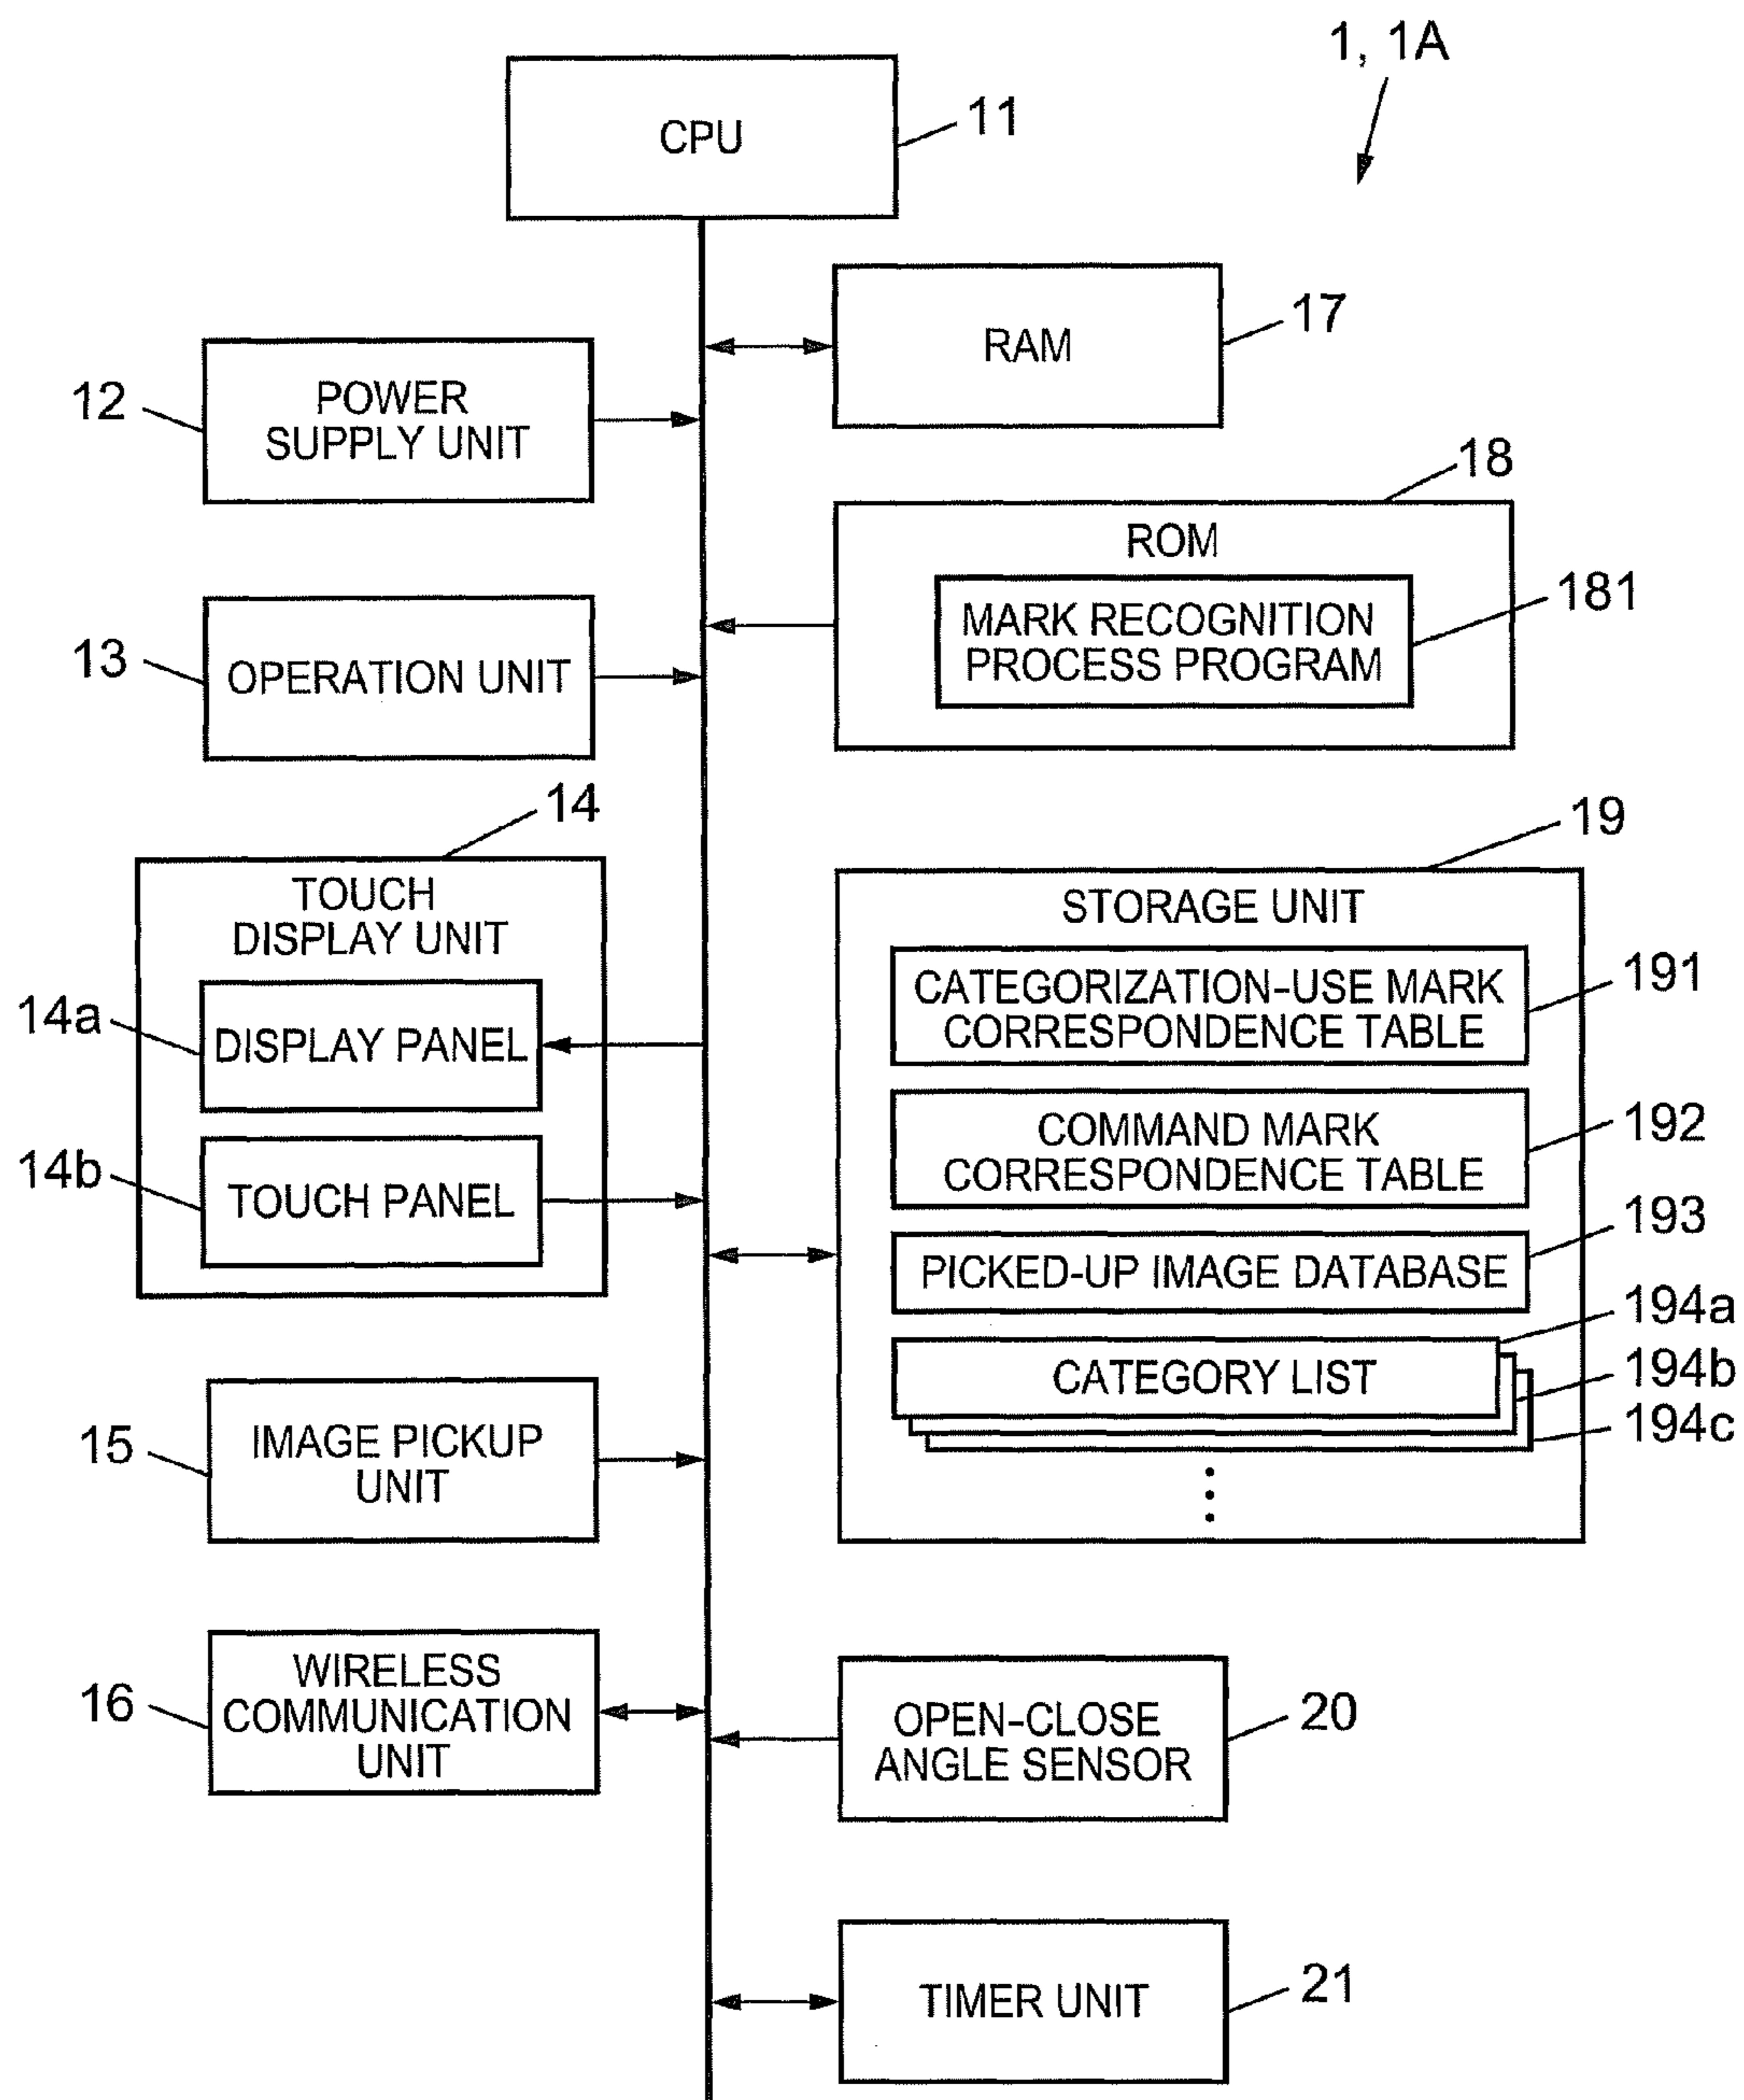 1, 1A
CPU
11
RAM
17
12
POWER
SUPPLY UNIT
18
ROM
MARK RECOGNITION
PROCESS PROGRAM
181
13
OPERATION UNIT
14
TOUCH
DISPLAY UNIT
14a
DISPLAY PANEL
14b
TOUCH PANEL
19
STORAGE UNIT
CATEGORIZATION-USE MARK
CORRESPONDENCE TABLE
191
COMMAND MARK
CORRESPONDENCE TABLE
192
PICKED-UP IMAGE DATABASE
193
CATEGORY LIST
194a
194b
194c
15
IMAGE PICKUP
UNIT
16
WIRELESS
COMMUNICATION
UNIT
OPEN-CLOSE
ANGLE SENSOR
20
TIMER UNIT
21